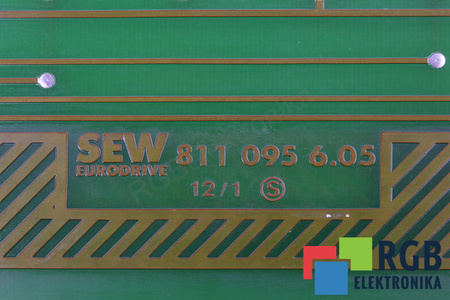 SEW
EURODRIVE
811 095 6.05
12/1 S
RGB
ELEKTRONIKA